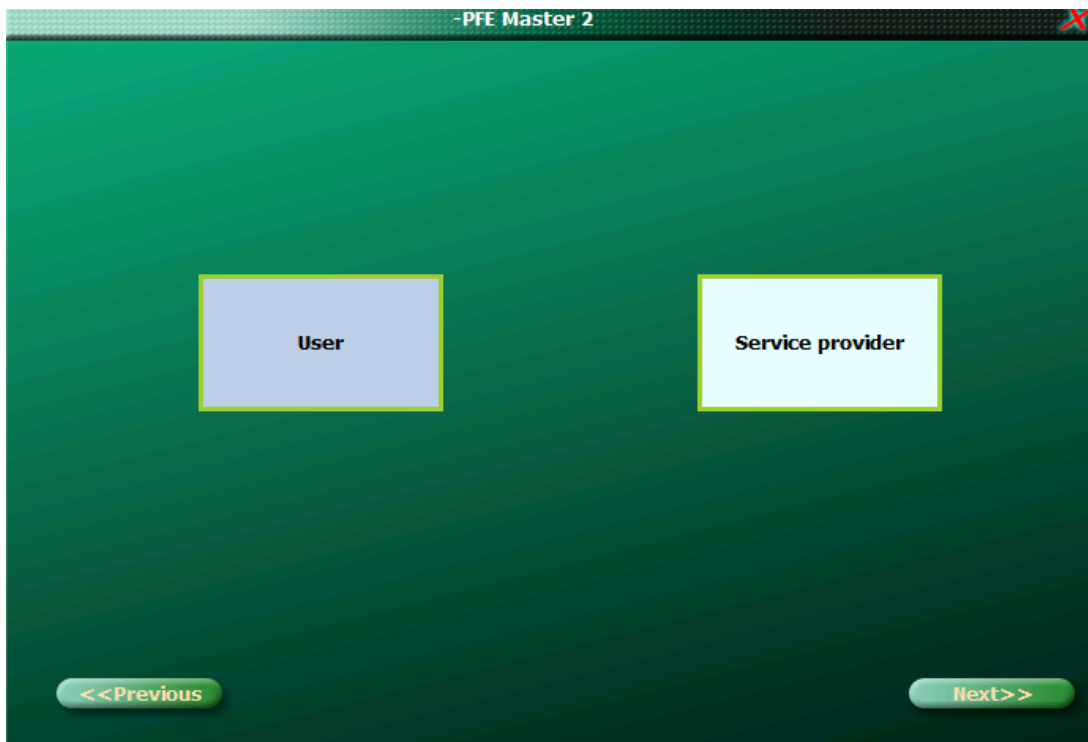 -PFE Master 2
X
User
Service provider
<<Previous
Next>>